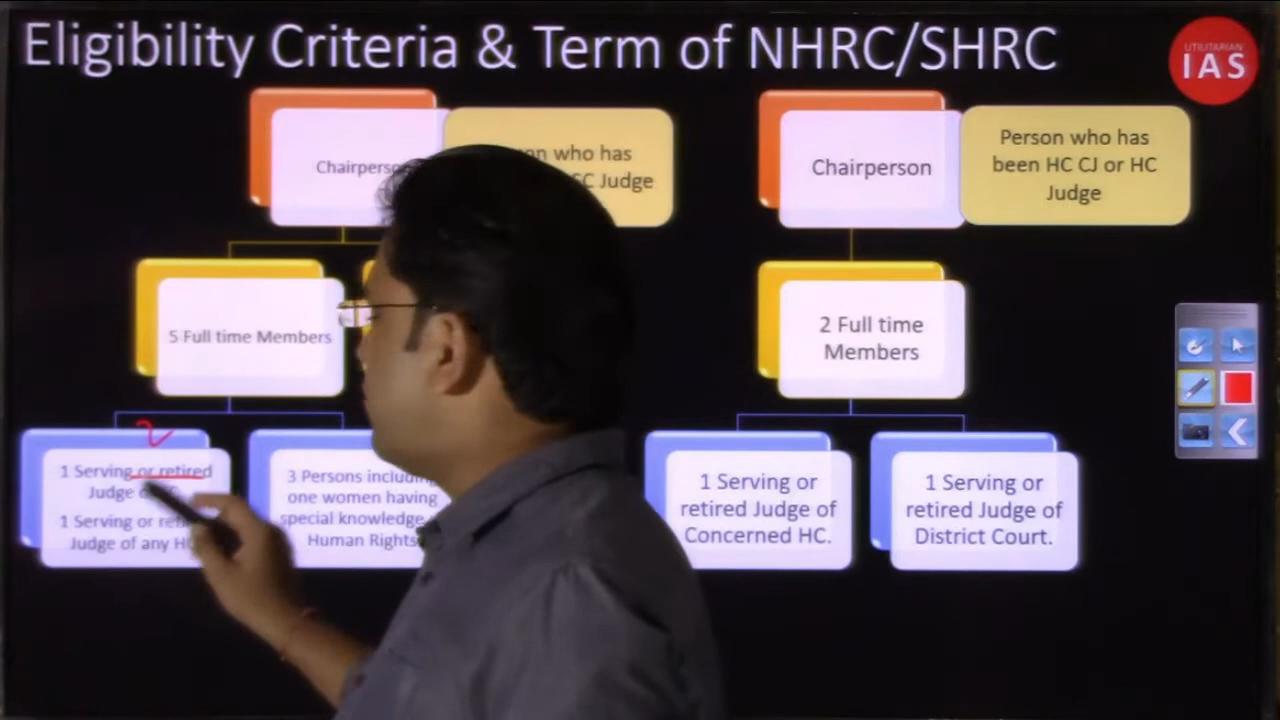 Eligibility Criteria & Term of NHRC/SHRC
UTILITARIAN
IAS
who has
Judge
Chairperson
Person who has
been HC CJ or HC
Judge
5 Full time Members
2 Full time
Members
1 Serving or retired
Judge
1 Serving or
Judge of any
3 Persons
one women having
special knowledge
Human Rights
1 Serving or
retired Judge of
Concerned HC.
1 Serving or
retired Judge of
District Court.